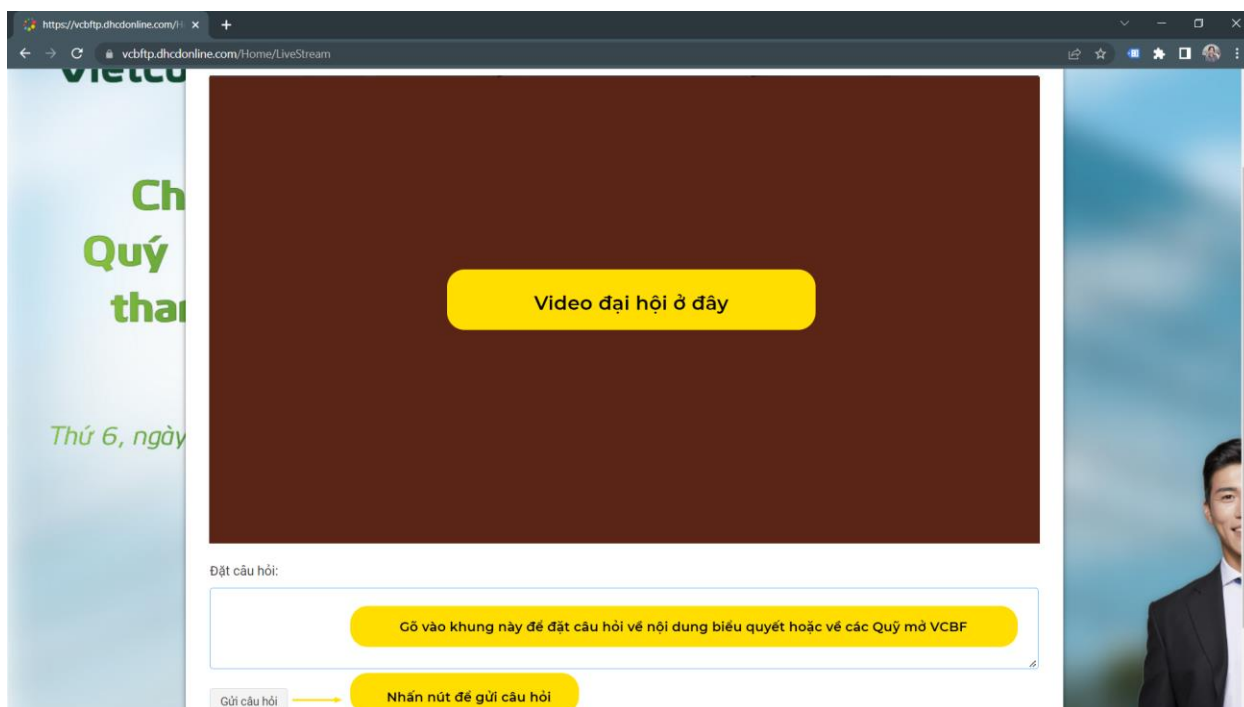 https://vcbftp.dhcdonline.com/H
vcbftp.dhcdonline.com/Home/LiveStream
Ch
Quý
Video đại hội ở đây
Thứ 6, ngày
Đặt câu hỏi:
Gõ vào khung này để đặt câu hỏi về nội dung biểu quyết hoặc về các Quỹ mở VCBF
Gửi câu hỏi
Nhấn nút để gửi câu hỏi